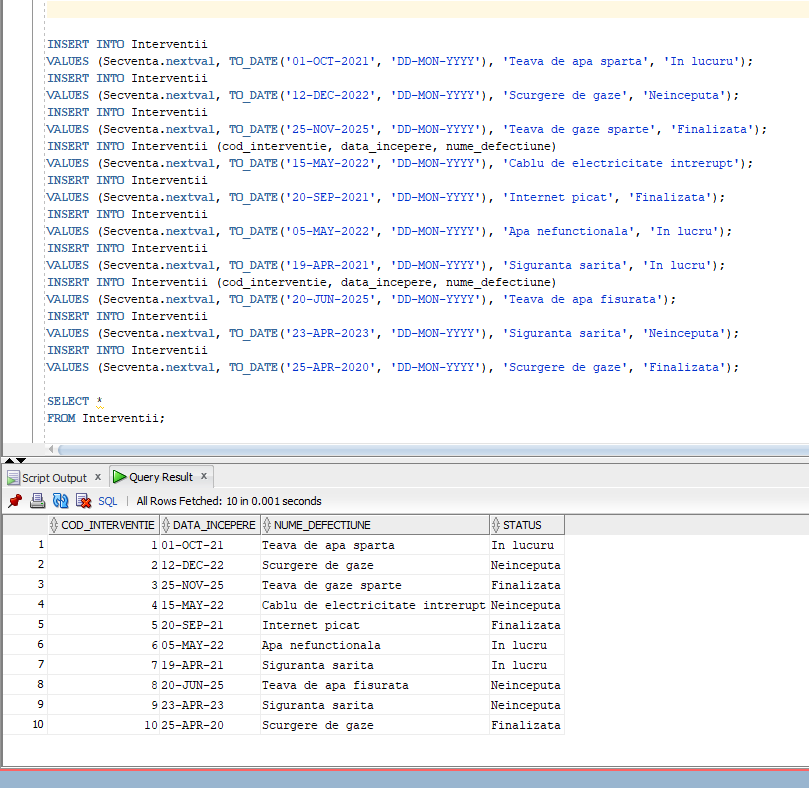 INSERT INTO Interventii
VALUES (Secventa.nextval, TO_DATE('01-OCT-2021', 'DD-MON-YYYY'), 'Teava de apa sparta', 'In lucuru');
INSERT INTO Interventii
VALUES (Secventa.nextval, TO_DATE('12-DEC-2022', 'DD-MON-YYYY'), 'Scurgere de gaze', 'Neinceputa');
INSERT INTO Interventii
VALUES (Secventa.nextval, TO_DATE('25-NOV-2025', 'DD-MON-YYYY'), 'Teava de gaze sparte', 'Finalizata');
INSERT INTO Interventii (cod_interventie, data_incepere, nume_defectiune)
VALUES (Secventa.nextval, TO_DATE('15-MAY-2022', 'DD-MON-YYYY'), 'Cablu de electricitate intrerupt');
INSERT INTO Interventii
VALUES (Secventa.nextval, TO_DATE('20-SEP-2021', 'DD-MON-YYYY'), 'Internet picat', 'Finalizata');
INSERT INTO Interventii
VALUES (Secventa.nextval, TO_DATE('05-MAY-2022', 'DD-MON-YYYY'), 'Apa nefunctionala', 'In lucru');
INSERT INTO Interventii
VALUES (Secventa.nextval, TO_DATE('19-APR-2021', 'DD-MON-YYYY'), 'Siguranta sarita', 'In lucru');
INSERT INTO Interventii (cod_interventie, data_incepere, nume_defectiune)
VALUES (Secventa.nextval, TO_DATE('20-JUN-2025', 'DD-MON-YYYY'), 'Teava de apa fisurata');
INSERT INTO Interventii
VALUES (Secventa.nextval, TO_DATE('23-APR-2023', 'DD-MON-YYYY'), 'Siguranta sarita', 'Neinceputa');
INSERT INTO Interventii
VALUES (Secventa.nextval, TO_DATE('25-APR-2020', 'DD-MON-YYYY'), 'Scurgere de gaze', 'Finalizata');
SELECT *
FROM Interventii;
Script Output x Query Result x
SQL | All Rows Fetched: 10 in 0.001 seconds
COD_INTERVENTIE DATA_INCEPERE NUME_DEFECTIUNE STATUS
1 1 01-OCT-21 Teava de apa sparta In lucuru
2 2 12-DEC-22 Scurgere de gaze Neinceputa
3 3 25-NOV-25 Teava de gaze sparte Finalizata
4 4 15-MAY-22 Cablu de electricitate intrerupt Neinceputa
5 5 20-SEP-21 Internet picat Finalizata
6 6 05-MAY-22 Apa nefunctionala In lucru
7 7 19-APR-21 Siguranta sarita In lucru
8 8 20-JUN-25 Teava de apa fisurata Neinceputa
9 9 23-APR-23 Siguranta sarita Neinceputa
10 10 25-APR-20 Scurgere de gaze Finalizata